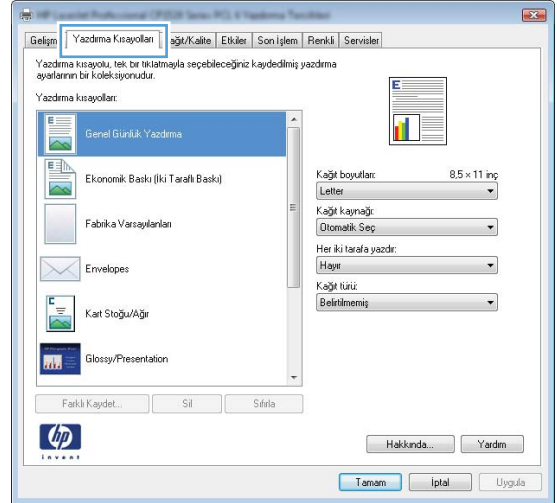 Gelişm Yazdırma Kısayolları ağıt/Kalite Etkiler Son İşlem Renkli Servisler
Yazdırma kısayolu, tek bir tıklatmayla seçebileceğiniz kaydedilmiş yazdırma
ayarlarının bir koleksiyonudur.
Yazdırma kısayolları:
Genel Günlük Yazdırma
Ekonomik Baskı (İki Taraflı Baskı)
Fabrika Varsayılanları
Envelopes
Kart Stoğu/Ağır
Glossy/Presentation
Farklı Kaydet... Sil Sıfırla
E
Kağıt boyutları: 8,5 × 11 inç
Letter
Kağıt kaynağı:
Otomatik Seç
Her iki tarafa yazdır:
Hayır
Kağıt türü:
Belirtilmemiş
hp
invent
Hakkında... Yardım
Tamam İptal Uygula